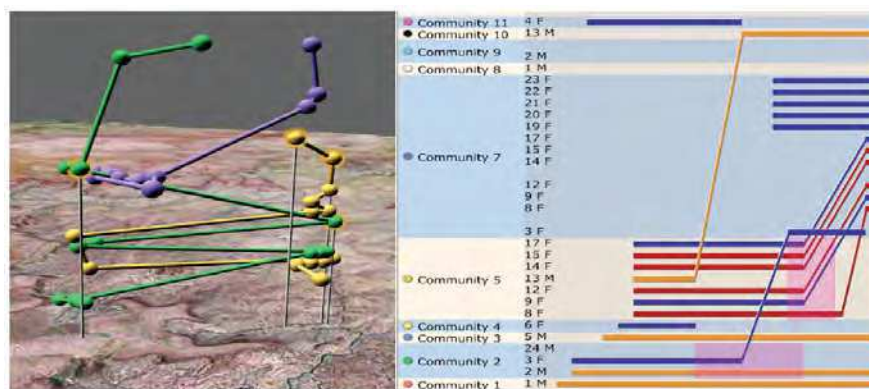 Community 11 4 F
Community 10 13 M
Community 9
2 M
Community 8 1 M
23 F
22 F
21 F
20 F
19 F
17 F
15 F
Community 7 14 F
12 F
9 F
8 F
3 F
17 F
15 F
14 F
Community 5 13 M
12 F
9 F
8 F
Community 4 6 F
Community 3 5 M
24 M
Community 2 3 F
2 M
Community 1 1 M